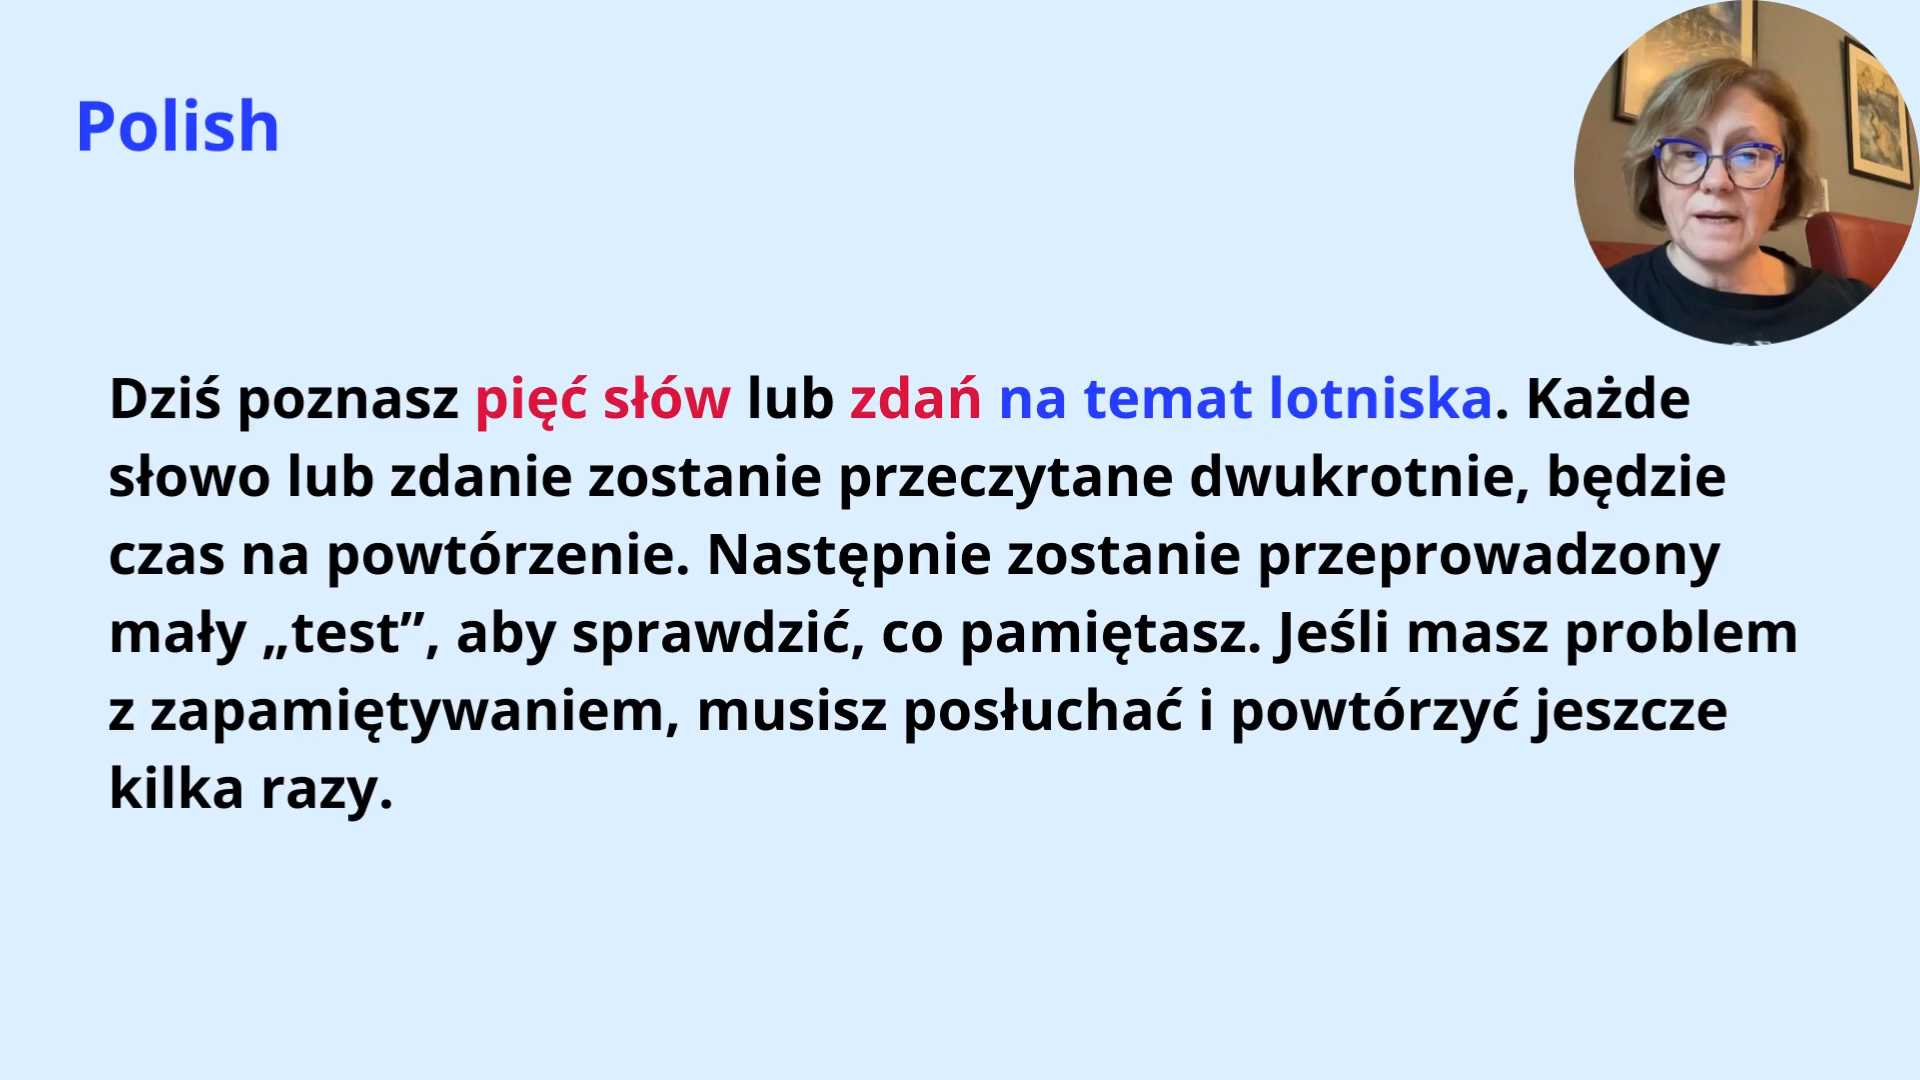 Polish
Dziś poznasz pięć słów lub zdań na temat lotniska. Każde
słowo lub zdanie zostanie przeczytane dwukrotnie, będzie
czas na powtórzenie. Następnie zostanie przeprowadzony
mały „test”, aby sprawdzić, co pamiętasz. Jeśli masz problem
z zapamiętywaniem, musisz posłuchać i powtórzyć jeszcze
kilka razy.